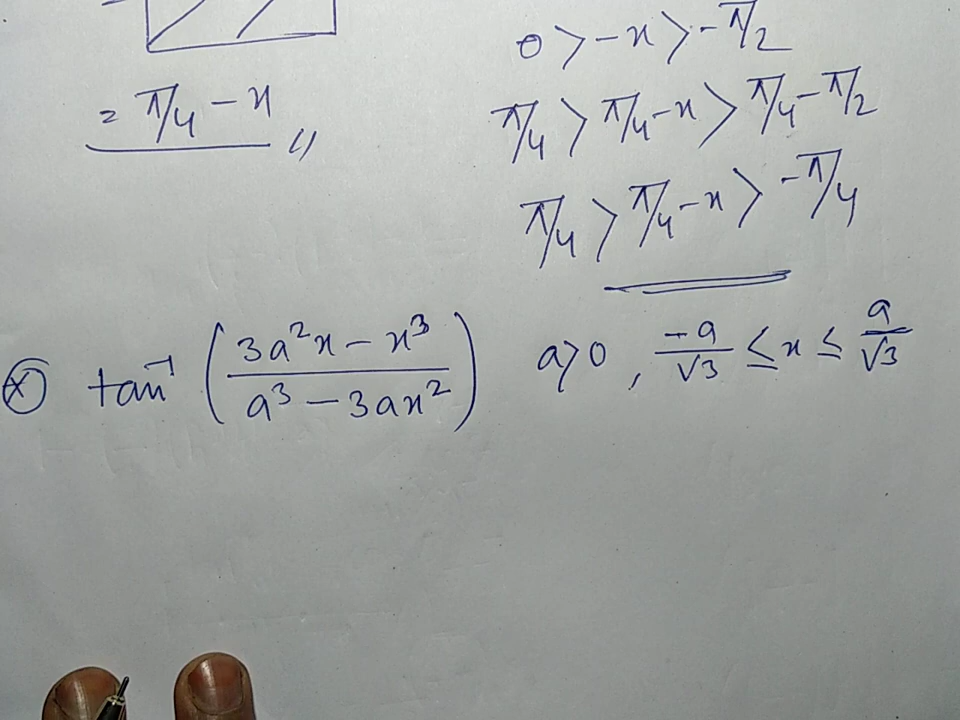 0 > -x > -π/2
= π/4 - x //
π/4 > π/4 - x > π/4 - π/2
π/4 > π/4 - x > -π/4
(x) tan⁻¹ ( (3a²x - x³) / (a³ - 3ax²) ) a>0, -a/√3 ≤ x ≤ a/√3